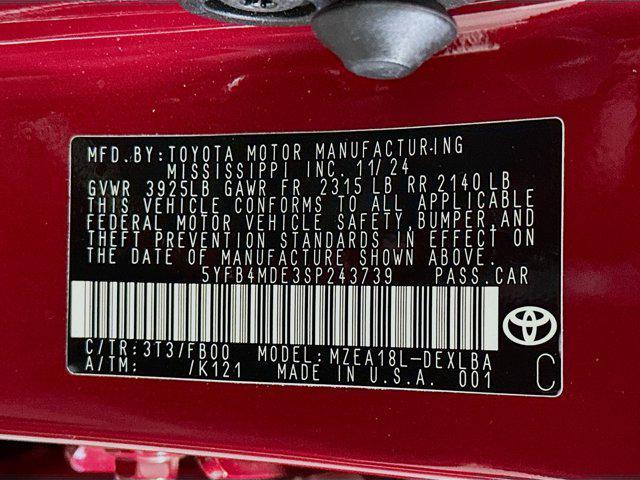 MFD.BY:TOYOTA MOTOR MANUFACTURING
MISSISSIPPI INC. 11/24
GVWR 3925LB GAWR FR 2315 LB RR 2140 LB
THIS VEHICLE CONFORMS TO ALL APPLICABLE
FEDERAL MOTOR VEHICLE SAFETY,BUMPER,AND
THEFT PREVENTION STANDARDS IN EFFECT ON
THE DATE OF MANUFACTURE SHOWN ABOVE.
5YFB4MDE3SP243739 PASS.CAR
C/TR:3T3/FB00 MODEL:MZEA18L-DEXLBA
A/TM: /K121 MADE IN U.S.A. 001
C